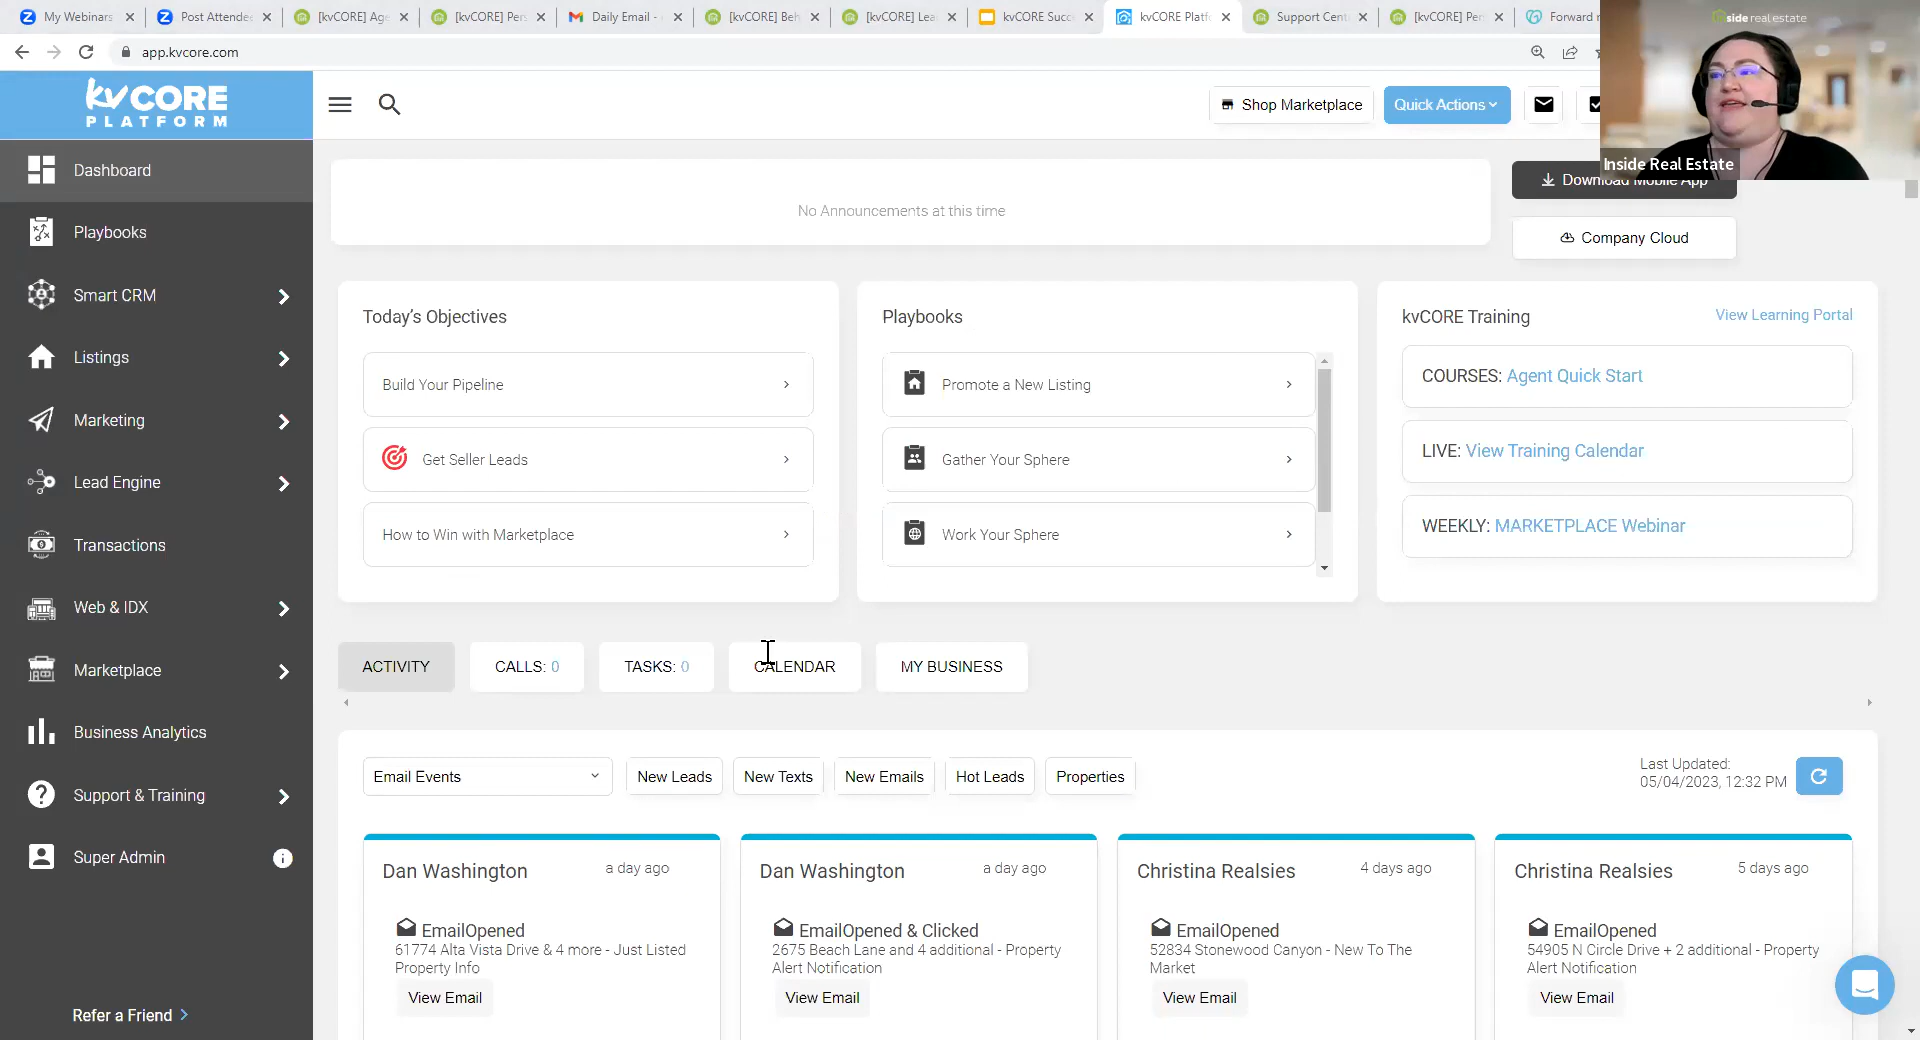 My Webinars
Post Attende
[kvCORE] Age
[kvCORE] Per
Daily Email -
[kvCORE] Beh
[kvCORE] Lea
kvCORE Succ
kvCORE Platf
Support Cent
[kvCORE] Per
Forward
inside real estate
app.kvcore.com
kvCORE
PLATFORM
Shop Marketplace
Quick Actions
Inside Real Estate
Dashboard
Playbooks
Smart CRM
Listings
Marketing
Lead Engine
Transactions
Web & IDX
Marketplace
Business Analytics
Support & Training
Super Admin
Refer a Friend
No Announcements at this time
Download Mobile App
Company Cloud
Today's Objectives
Build Your Pipeline
Get Seller Leads
How to Win with Marketplace
Playbooks
Promote a New Listing
Gather Your Sphere
Work Your Sphere
kvCORE Training
View Learning Portal
COURSES: Agent Quick Start
LIVE: View Training Calendar
WEEKLY: MARKETPLACE Webinar
ACTIVITY
CALLS: 0
TASKS: 0
CALENDAR
MY BUSINESS
Email Events
New Leads
New Texts
New Emails
Hot Leads
Properties
Last Updated:
05/04/2023, 12:32 PM
Dan Washington
a day ago
EmailOpened
61774 Alta Vista Drive & 4 more - Just Listed
Property Info
View Email
Dan Washington
a day ago
EmailOpened & Clicked
2675 Beach Lane and 4 additional - Property
Alert Notification
View Email
Christina Realsies
4 days ago
EmailOpened
52834 Stonewood Canyon - New To The
Market
View Email
Christina Realsies
5 days ago
EmailOpened
54905 N Circle Drive + 2 additional - Property
Alert Notification
View Email